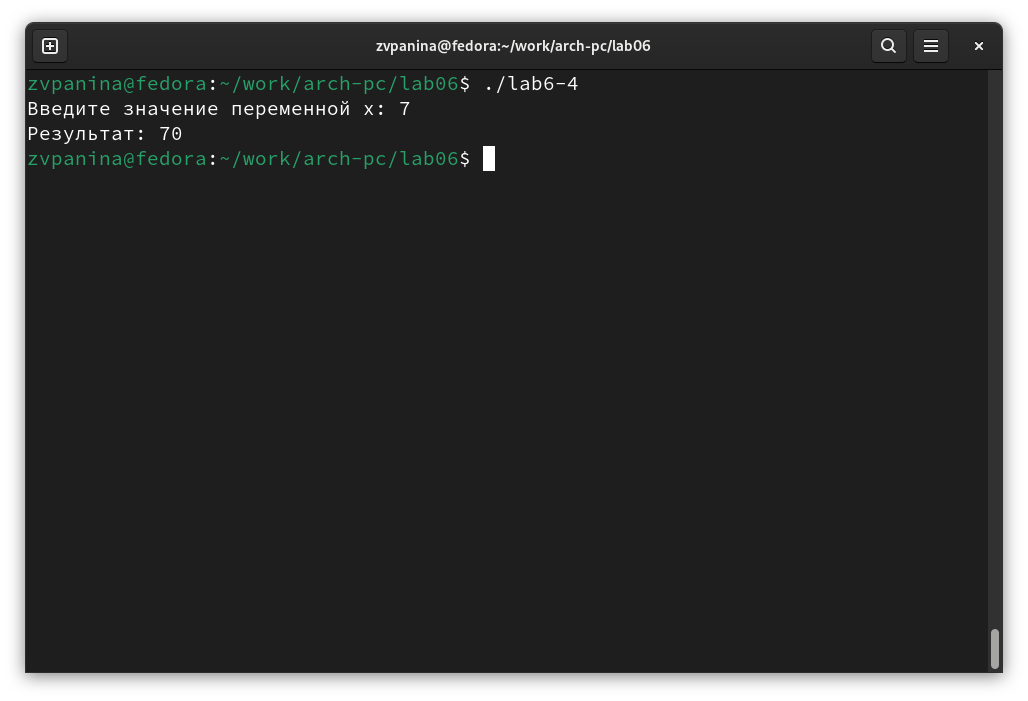 zvpanina@fedora:~/work/arch-pc/lab06
zvpanina@fedora:~/work/arch-pc/lab06$ ./lab6-4
Введите значение переменной x: 7
Результат: 70
zvpanina@fedora:~/work/arch-pc/lab06$